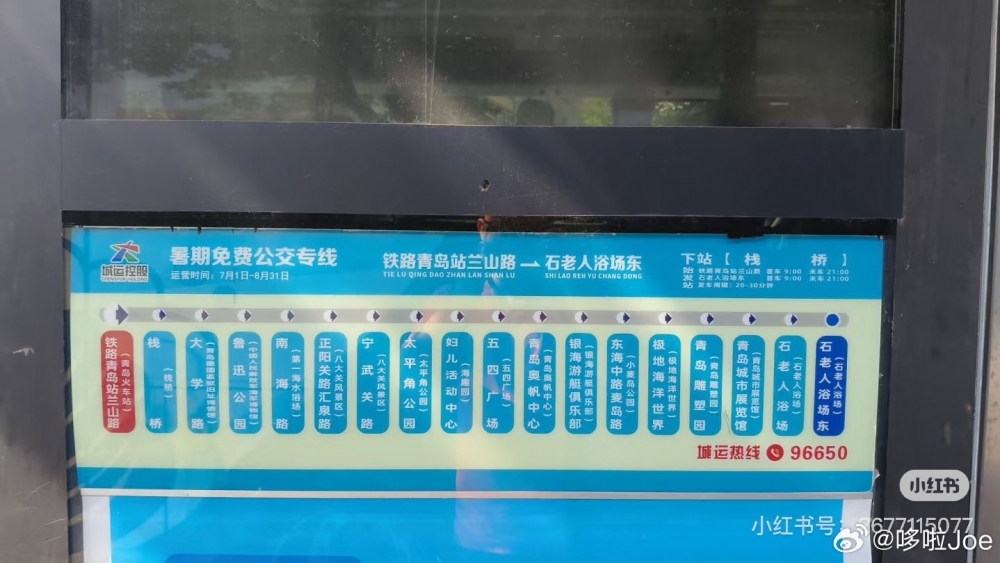 城运控股
暑期免费公交专线
运营时间：7月1日-8月31日
铁路青岛站兰山路 → 石老人浴场东
TIE LU QING DAO ZHAN LAN SHAN LU
SHI LAO REN YU CHANG DONG
下站【栈桥】
始发站
铁路青岛站兰山路 首车 9:00 末车 21:00
石老人浴场东 首车 9:00 末车 21:00
发车间隔：20-30分钟
铁路青岛站兰山路（青岛火车站）
栈桥（栈桥）
大学路
鲁迅公园
南海路（第一海水浴场）
正阳关路汇泉路（八大关风景区）
宁武关路（八大关风景区）
太平角公园（太平角公园）
妇儿活动中心（海趣园）
五四广场（五四广场）
青岛奥帆中心（青岛奥帆中心）
银海游艇俱乐部（银海游艇俱乐部）
东海中路麦岛路（小麦岛公园）
极地海洋世界（极地海洋世界）
青岛雕塑园（青岛雕塑园）
青岛城市展览馆（青岛城市展览馆）
石老人浴场（石老人浴场）
石老人浴场东（石老人浴场）
城运热线 96650
小红书
小红书号：
677115077
@哆啦Joe